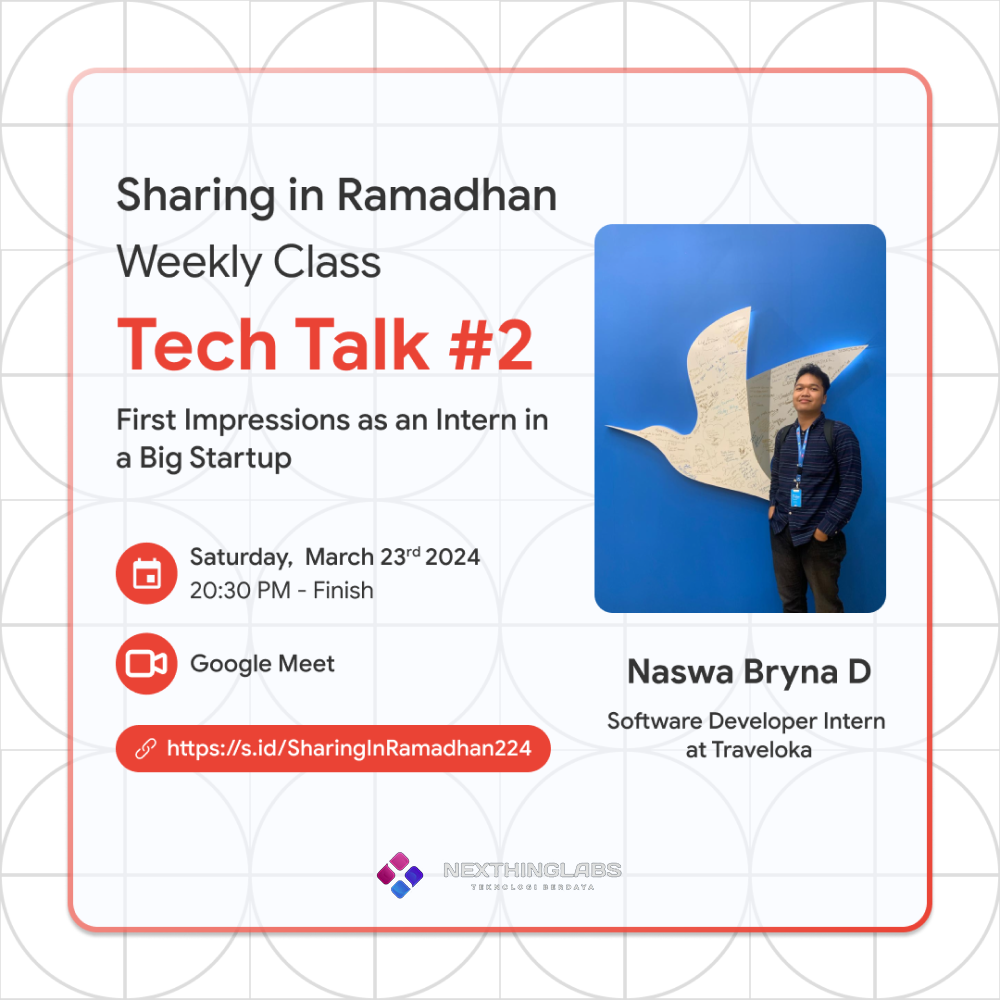 Sharing in Ramadhan
Weekly Class
Tech Talk #2
First Impressions as an Intern in
a Big Startup
Saturday, March 23rd 2024
20:30 PM - Finish
Google Meet
https://s.id/SharingInRamadhan224
Naswa Bryna D
Software Developer Intern
at Traveloka
NEXTHINGLABS
TEKNOLOGI BERDAYA